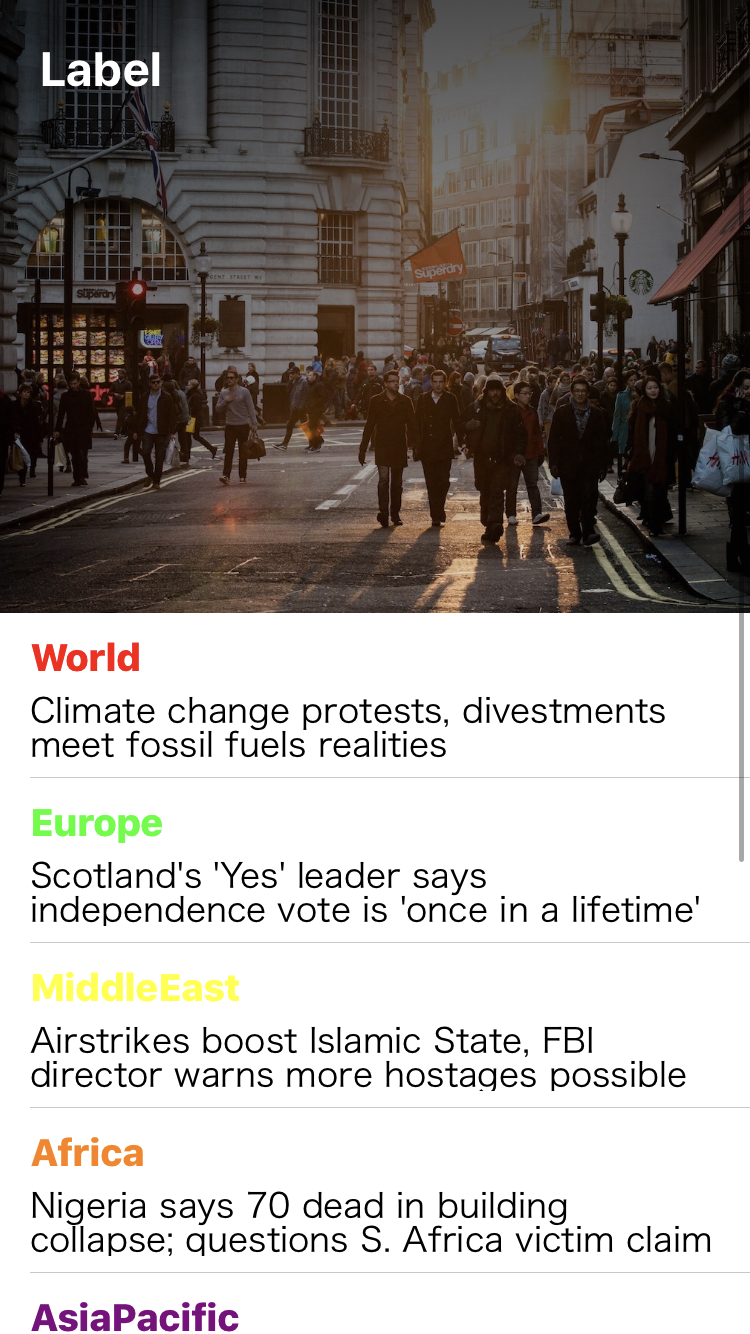 Label
Superdry.
Superdry.
World
Climate change protests, divestments
meet fossil fuels realities
Europe
Scotland's 'Yes' leader says
independence vote is 'once in a lifetime'
MiddleEast
Airstrikes boost Islamic State, FBI
director warns more hostages possible
Africa
Nigeria says 70 dead in building
collapse; questions S. Africa victim claim
AsiaPacific